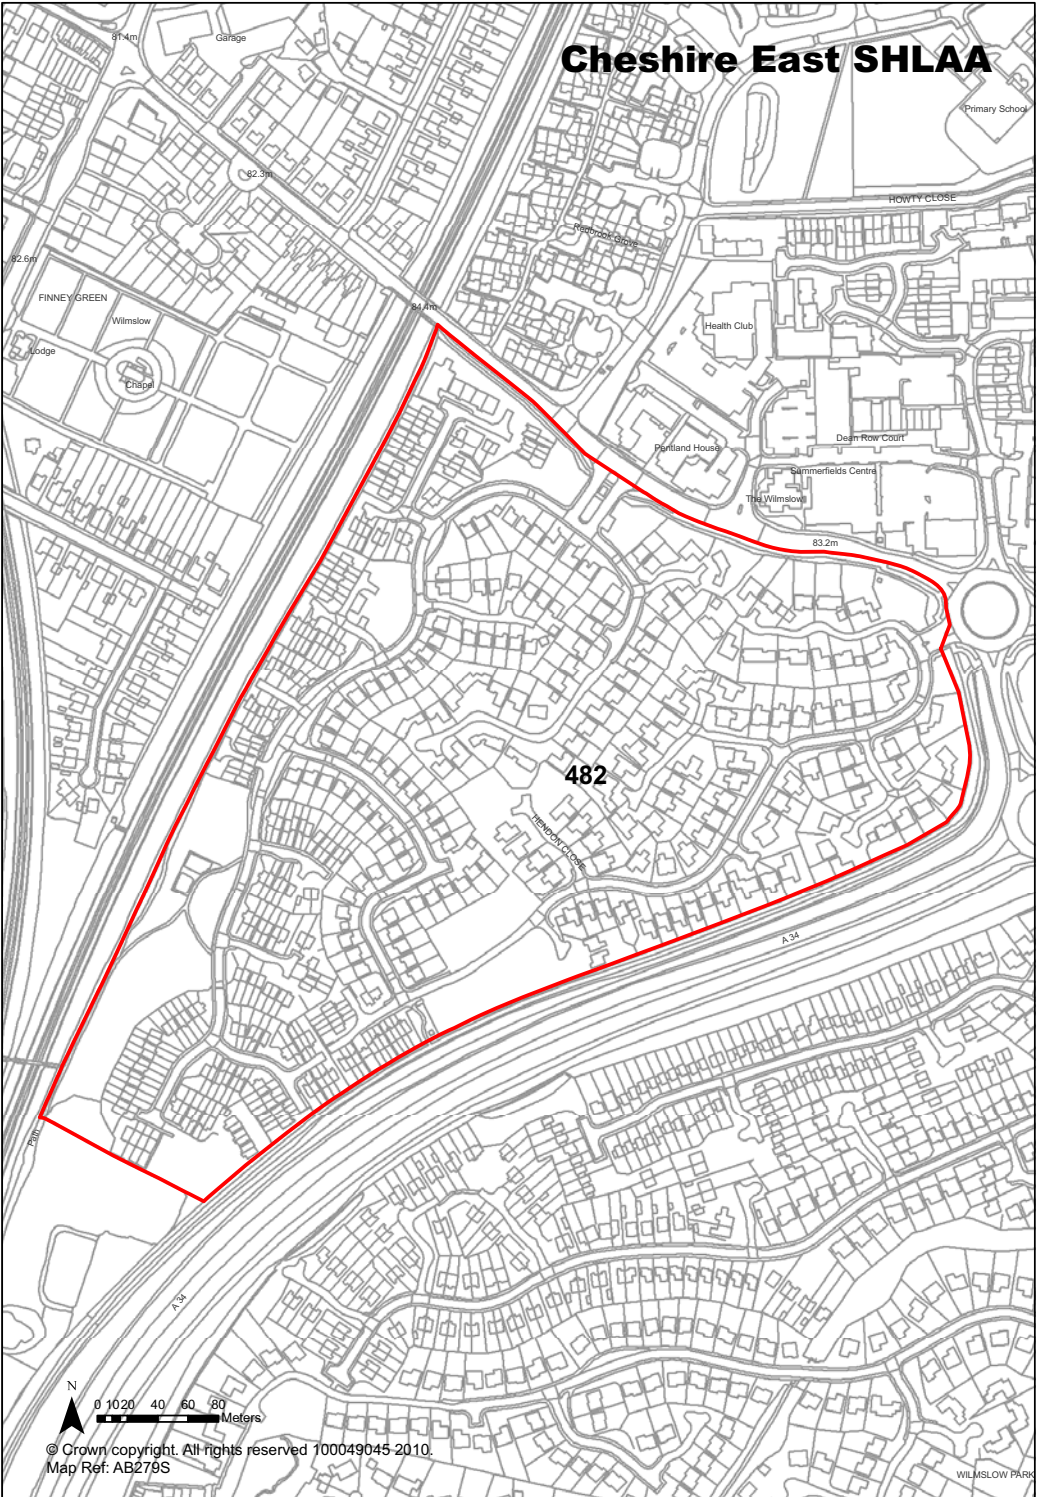 Cheshire East SHLAA
81.4m
Garage
Primary School
82.3m
HOWTY CLOSE
Redbrook Grove
82.6m
FINNEY GREEN
84.4m
Wilmslow
Health Club
Lodge
Chapel
Dean Row Court
Pentland House
Summerfields Centre
The Wilmslow
83.2m
482
HENDON CLOSE
A 34
Path
A 34
N
0 10 20 40 60 80
Meters
© Crown copyright. All rights reserved 100049045 2010.
Map Ref: AB279S
WILMSLOW PARK